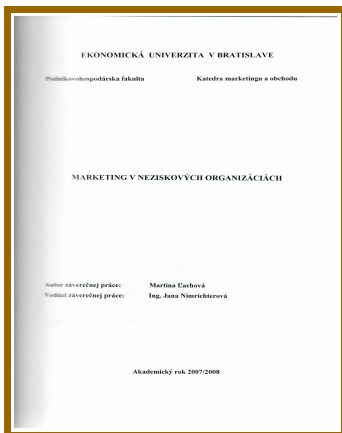 EKONOMICKÁ UNIVERZITA V BRATISLAVE
Podnikovohospodárska fakulta Katedra marketingu a obchodu
MARKETING V NEZISKOVÝCH ORGANIZÁCIÁCH
Autor záverečnej práce: Martina Ľachová
Vedúci záverečnej práce: Ing. Jana Nimrichterová
Akademický rok 2007/2008